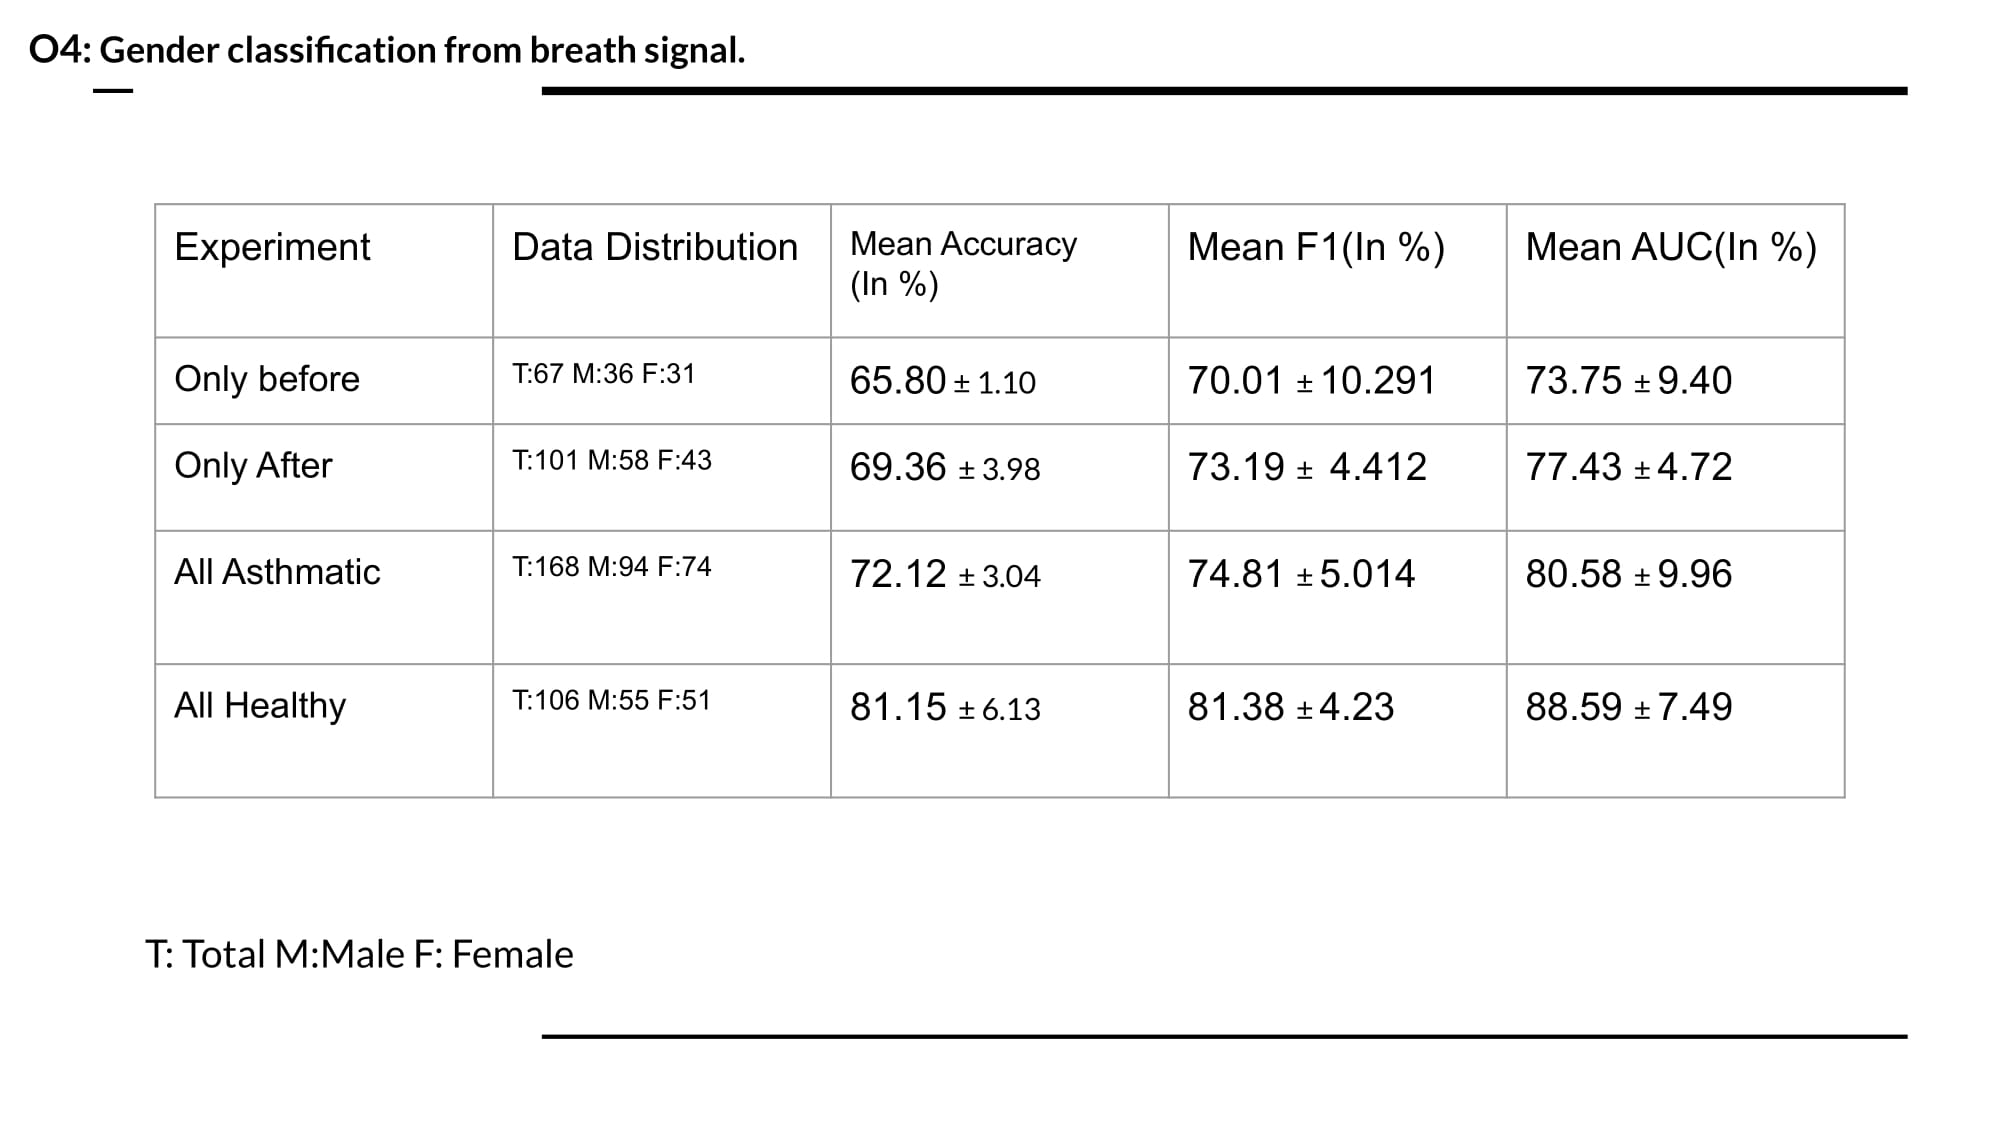 O4: Gender classification from breath signal.
Experiment Data Distribution Mean Accuracy (In %) Mean F1(In %) Mean AUC(In %)
Only before T:67 M:36 F:31 65.80 ± 1.10 70.01 ± 10.291 73.75 ± 9.40
Only After T:101 M:58 F:43 69.36 ± 3.98 73.19 ± 4.412 77.43 ± 4.72
All Asthmatic T:168 M:94 F:74 72.12 ± 3.04 74.81 ± 5.014 80.58 ± 9.96
All Healthy T:106 M:55 F:51 81.15 ± 6.13 81.38 ± 4.23 88.59 ± 7.49
T: Total M:Male F: Female